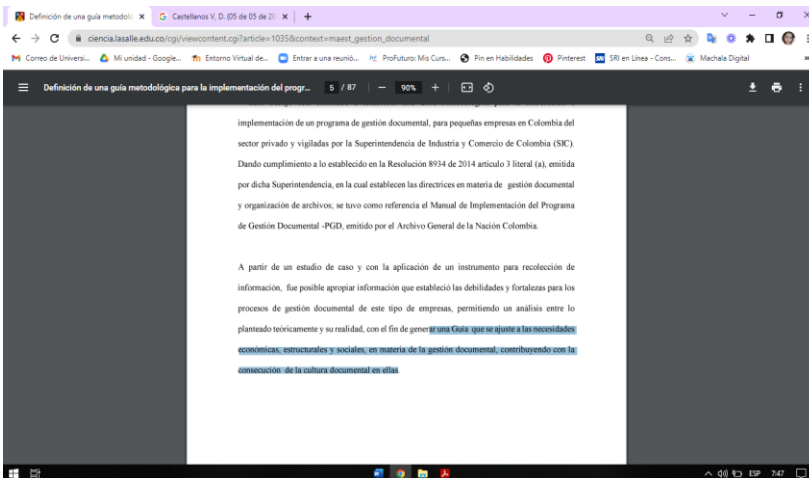 Definición de una guía metodoló
Castellanos V, D. (05 de 05 de 20
ciencia.lasalle.edu.co/cgi/viewcontent.cgi?article=1035&context=maest_gestion_documental
Correo de Universi...
Mi unidad - Google...
Entorno Virtual de...
Entrar a una reunió...
ProFuturo: Mis Curs...
Pin en Habilidades
Pinterest
SRI en Línea - Cons...
Machala Digital
Definición de una guía metodológica para la implementación del progr...
5 / 87
90%
implementación de un programa de gestión documental, para pequeñas empresas en Colombia del
sector privado y vigiladas por la Superintendencia de Industria y Comercio de Colombia (SIC).
Dando cumplimiento a lo establecido en la Resolución 8934 de 2014 articulo 3 literal (a), emitida
por dicha Superintendencia, en la cual establecen las directrices en materia de gestión documental
y organización de archivos; se tuvo como referencia el Manual de Implementación del Programa
de Gestión Documental -PGD, emitido por el Archivo General de la Nación Colombia.
A partir de un estudio de caso y con la aplicación de un instrumento para recolección de
información, fue posible apropiar información que estableció las debilidades y fortalezas para los
procesos de gestión documental de este tipo de empresas, permitiendo un análisis entre lo
planteado teóricamente y su realidad, con el fin de generar una Guía que se ajuste a las necesidades
económicas, estructurales y sociales, en materia de la gestión documental, contribuyendo con la
consecución de la cultura documental en ellas.
ESP
7:47